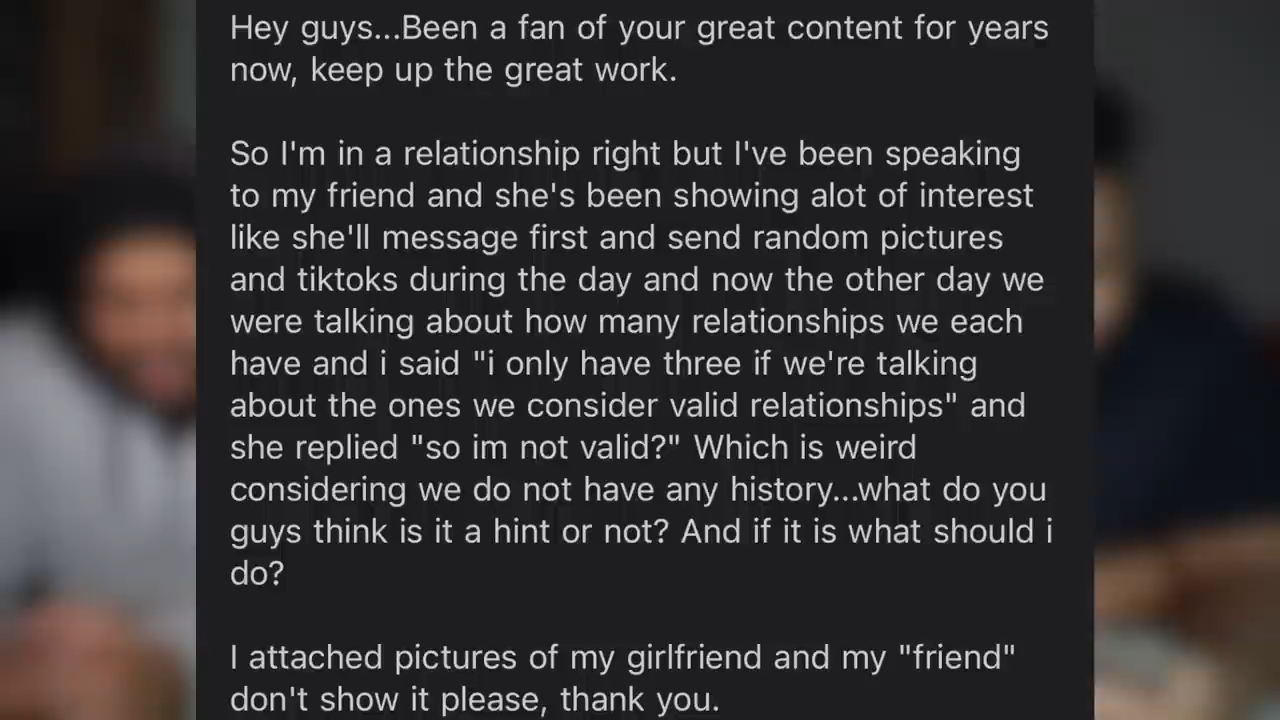 Hey guys...Been a fan of your great content for years
now, keep up the great work.
So I'm in a relationship right but I've been speaking
to my friend and she's been showing alot of interest
like she'll message first and send random pictures
and tiktoks during the day and now the other day we
were talking about how many relationships we each
have and i said "i only have three if we're talking
about the ones we consider valid relationships" and
she replied "so im not valid?" Which is weird
considering we do not have any history...what do you
guys think is it a hint or not? And if it is what should i
do?
I attached pictures of my girlfriend and my "friend"
don't show it please, thank you.